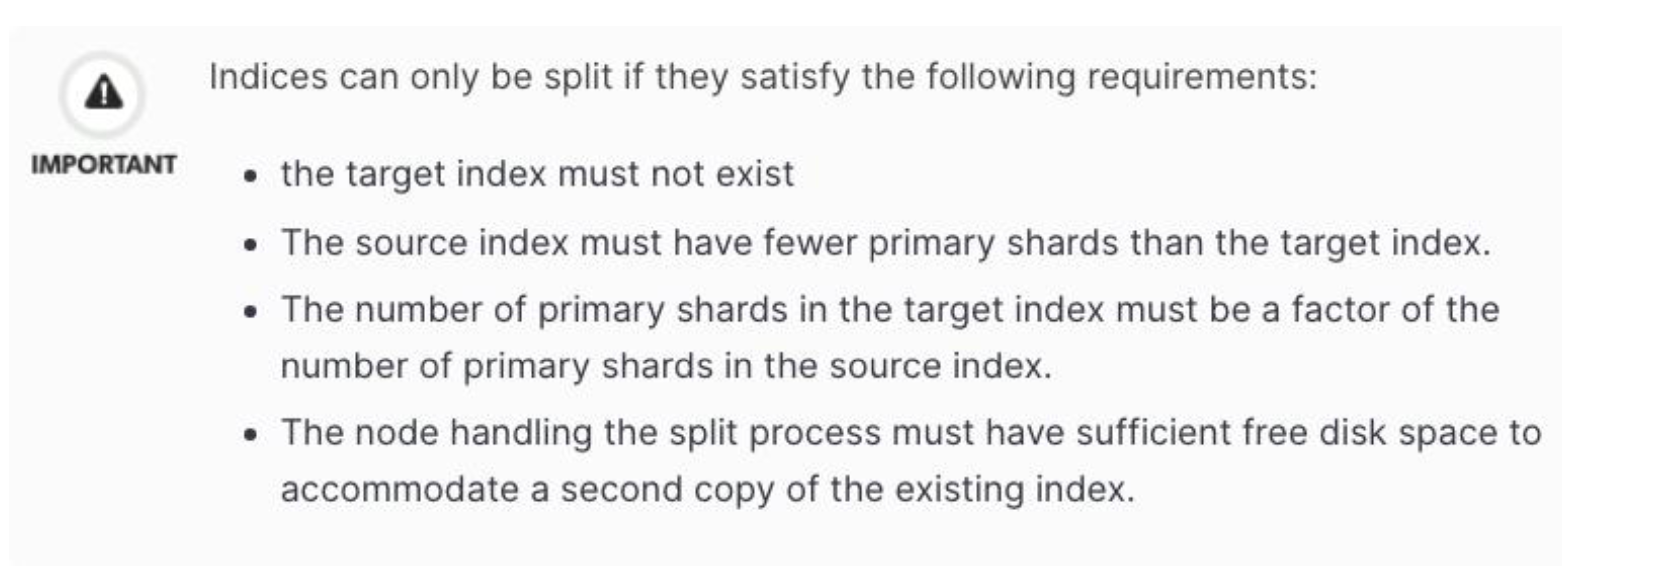 Indices can only be split if they satisfy the following requirements:
IMPORTANT
• the target index must not exist
• The source index must have fewer primary shards than the target index.
• The number of primary shards in the target index must be a factor of the
number of primary shards in the source index.
• The node handling the split process must have sufficient free disk space to
accommodate a second copy of the existing index.